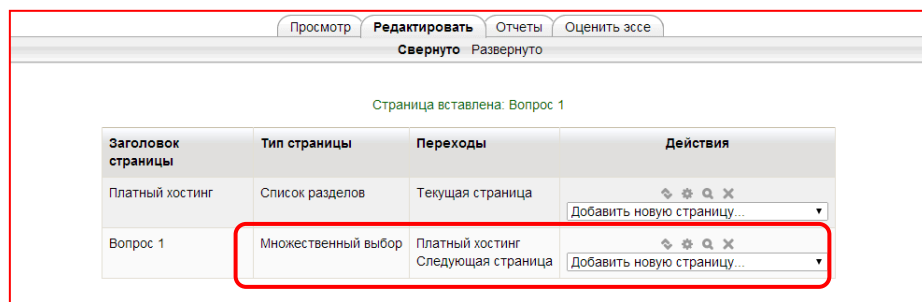 Просмотр Редактировать Отчеты Оценить эссе
Свернуто Развернуто
Страница вставлена: Вопрос 1
Заголовок страницы Тип страницы Переходы Действия
Платный хостинг Список разделов Текущая страница
Добавить новую страницу...
Вопрос 1 Множественный выбор Платный хостинг
Следующая страница Добавить новую страницу...